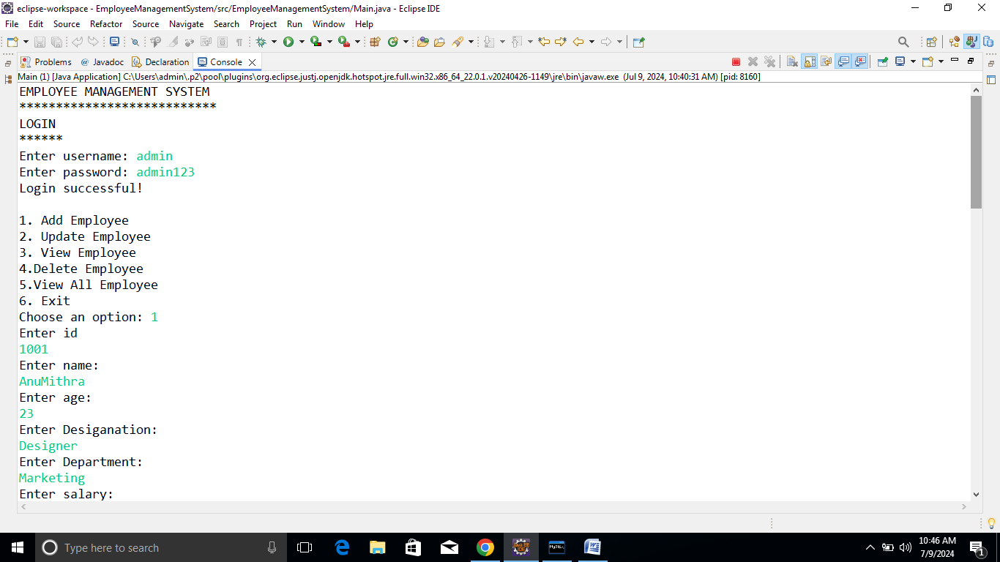 eclipse-workspace - EmployeeManagementSystem/src/EmployeeManagementSystem/Main.java - Eclipse IDE
File Edit Source Refactor Source Navigate Search Project Run Window Help
Problems @ Javadoc Declaration Console
Main (1) [Java Application] C:\Users\admin\.p2\pool\plugins\org.eclipse.justj.openjdk.hotspot.jre.full.win32.x86_64_22.0.1.v20240426-1149\jre\bin\javaw.exe (Jul 9, 2024, 10:40:31 AM) [pid: 8160]
EMPLOYEE MANAGEMENT SYSTEM
***************************
LOGIN
******
Enter username: admin
Enter password: admin123
Login successful!
1. Add Employee
2. Update Employee
3. View Employee
4.Delete Employee
5.View All Employee
6. Exit
Choose an option: 1
Enter id
1001
Enter name:
AnuMithra
Enter age:
23
Enter Desiganation:
Designer
Enter Department:
Marketing
Enter salary:
Type here to search
10:46 AM
7/9/2024
1